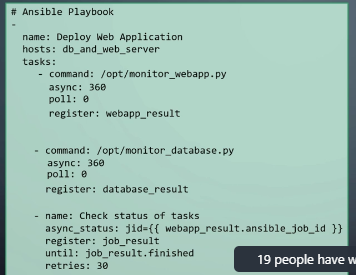 # Ansible Playbook
-
name: Deploy Web Application
hosts: db_and_web_server
tasks:
- command: /opt/monitor_webapp.py
async: 360
poll: 0
register: webapp_result
- command: /opt/monitor_database.py
async: 360
poll: 0
register: database_result
- name: Check status of tasks
async_status: jid={{ webapp_result.ansible_job_id }}
register: job_result
until: job_result.finished
retries: 30
19 people have w